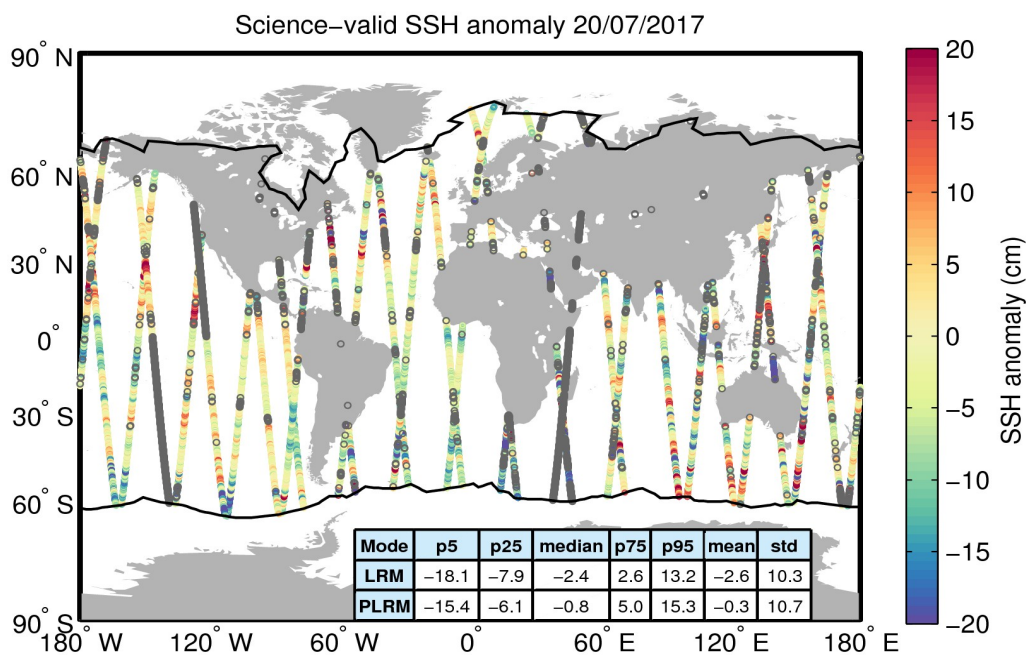 Science−valid SSH anomaly 20/07/2017
90° N
60° N
30° N
0°
30° S
60° S
90° S
180° W
120° W
60° W
0°
60° E
120° E
180° E
Mode p5 p25 median p75 p95 mean std
LRM −18.1 −7.9 −2.4 2.6 13.2 −2.6 10.3
PLRM −15.4 −6.1 −0.8 5.0 15.3 −0.3 10.7
20
15
10
5
0
−5
−10
−15
−20
SSH anomaly (cm)